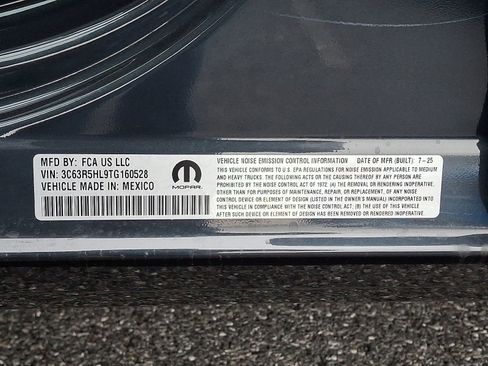 MFD BY: FCA US LLC
VIN: 3C63R5HL9TG160528
VEHICLE MADE IN: MEXICO
MOPAR.
VEHICLE NOISE EMISSION CONTROL INFORMATION DATE OF MFR (BUILT): 7-25
THIS VEHICLE CONFORMS TO U.S. EPA REGULATIONS FOR NOISE EMISSION APPLICABLE TO MEDIUM
AND HEAVY TRUCKS. THE FOLLOWING ACTS OR THE CAUSING THEREOF BY ANY PERSON ARE
PROHIBITED BY THE NOISE CONTROL ACT OF 1972. (A) THE REMOVAL OR RENDERING INOPERATIVE,
OTHER THAN FOR PURPOSES OF MAINTENANCE, REPAIR, OR REPLACEMENT, OF ANY NOISE
CONTROL DEVICE OR ELEMENT OF DESIGN (LISTED IN THE OWNER'S MANUAL) INCORPORATED
INTO THIS VEHICLE IN COMPLIANCE WITH THE NOISE CONTROL ACT; (B) THE USE OF THIS VEHICLE
AFTER SUCH DEVICE OR ELEMENT OF DESIGN HAS BEEN REMOVED OR RENDERED INOPERATIVE.